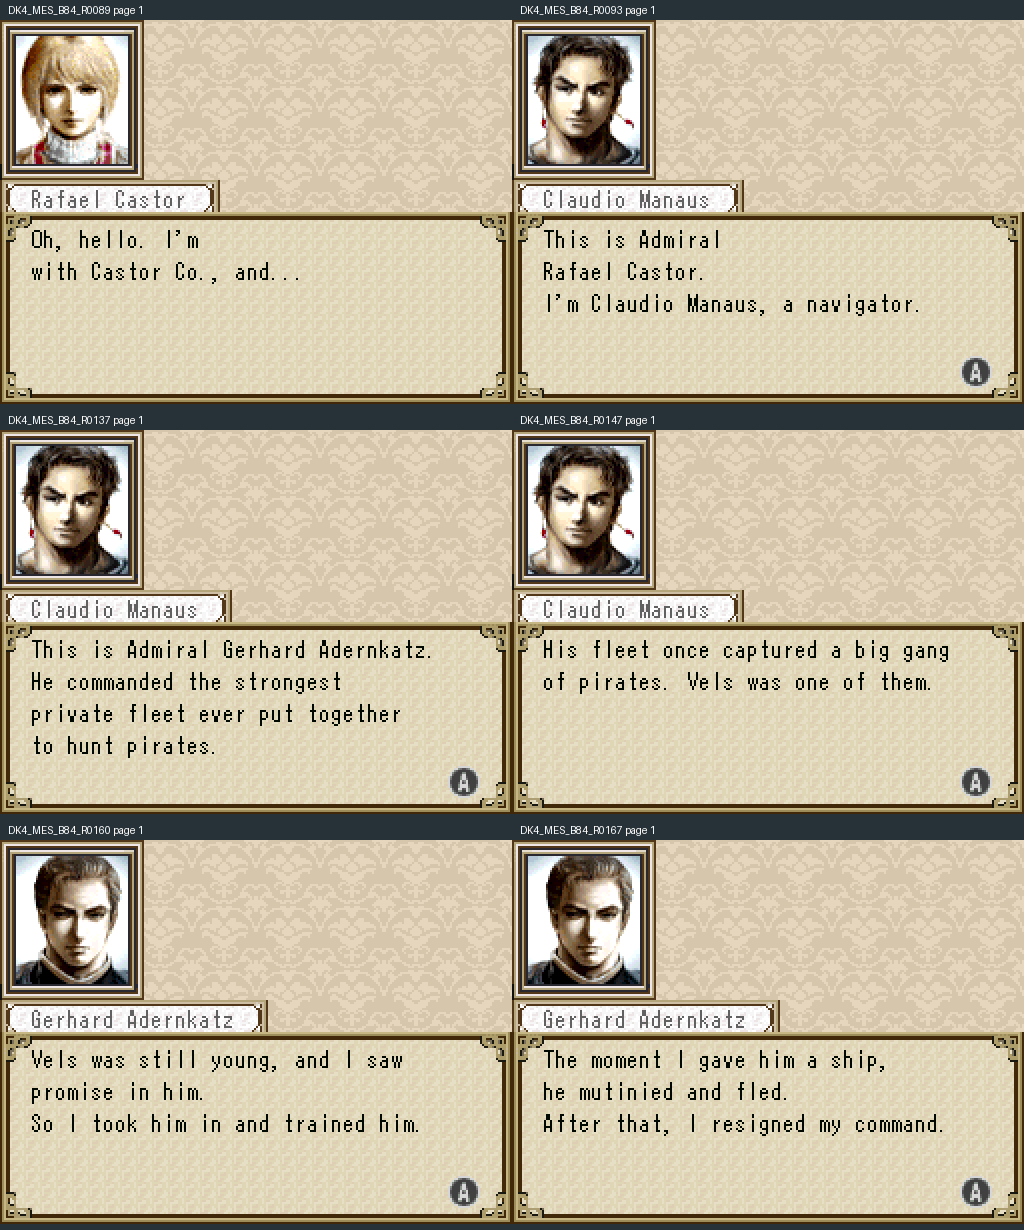 DK4_MES_B84_R0089 page 1
Rafael Castor
Oh, hello. I'm
with Castor Co., and...
DK4_MES_B84_R0093 page 1
Claudio Manaus
This is Admiral
Rafael Castor.
I'm Claudio Manaus, a navigator.
A
DK4_MES_B84_R0137 page 1
Claudio Manaus
This is Admiral Gerhard Adernkatz.
He commanded the strongest
private fleet ever put together
to hunt pirates.
A
DK4_MES_B84_R0147 page 1
Claudio Manaus
His fleet once captured a big gang
of pirates. Vels was one of them.
A
DK4_MES_B84_R0160 page 1
Gerhard Adernkatz
Vels was still young, and I saw
promise in him.
So I took him in and trained him.
A
DK4_MES_B84_R0167 page 1
Gerhard Adernkatz
The moment I gave him a ship,
he mutinied and fled.
After that, I resigned my command.
A